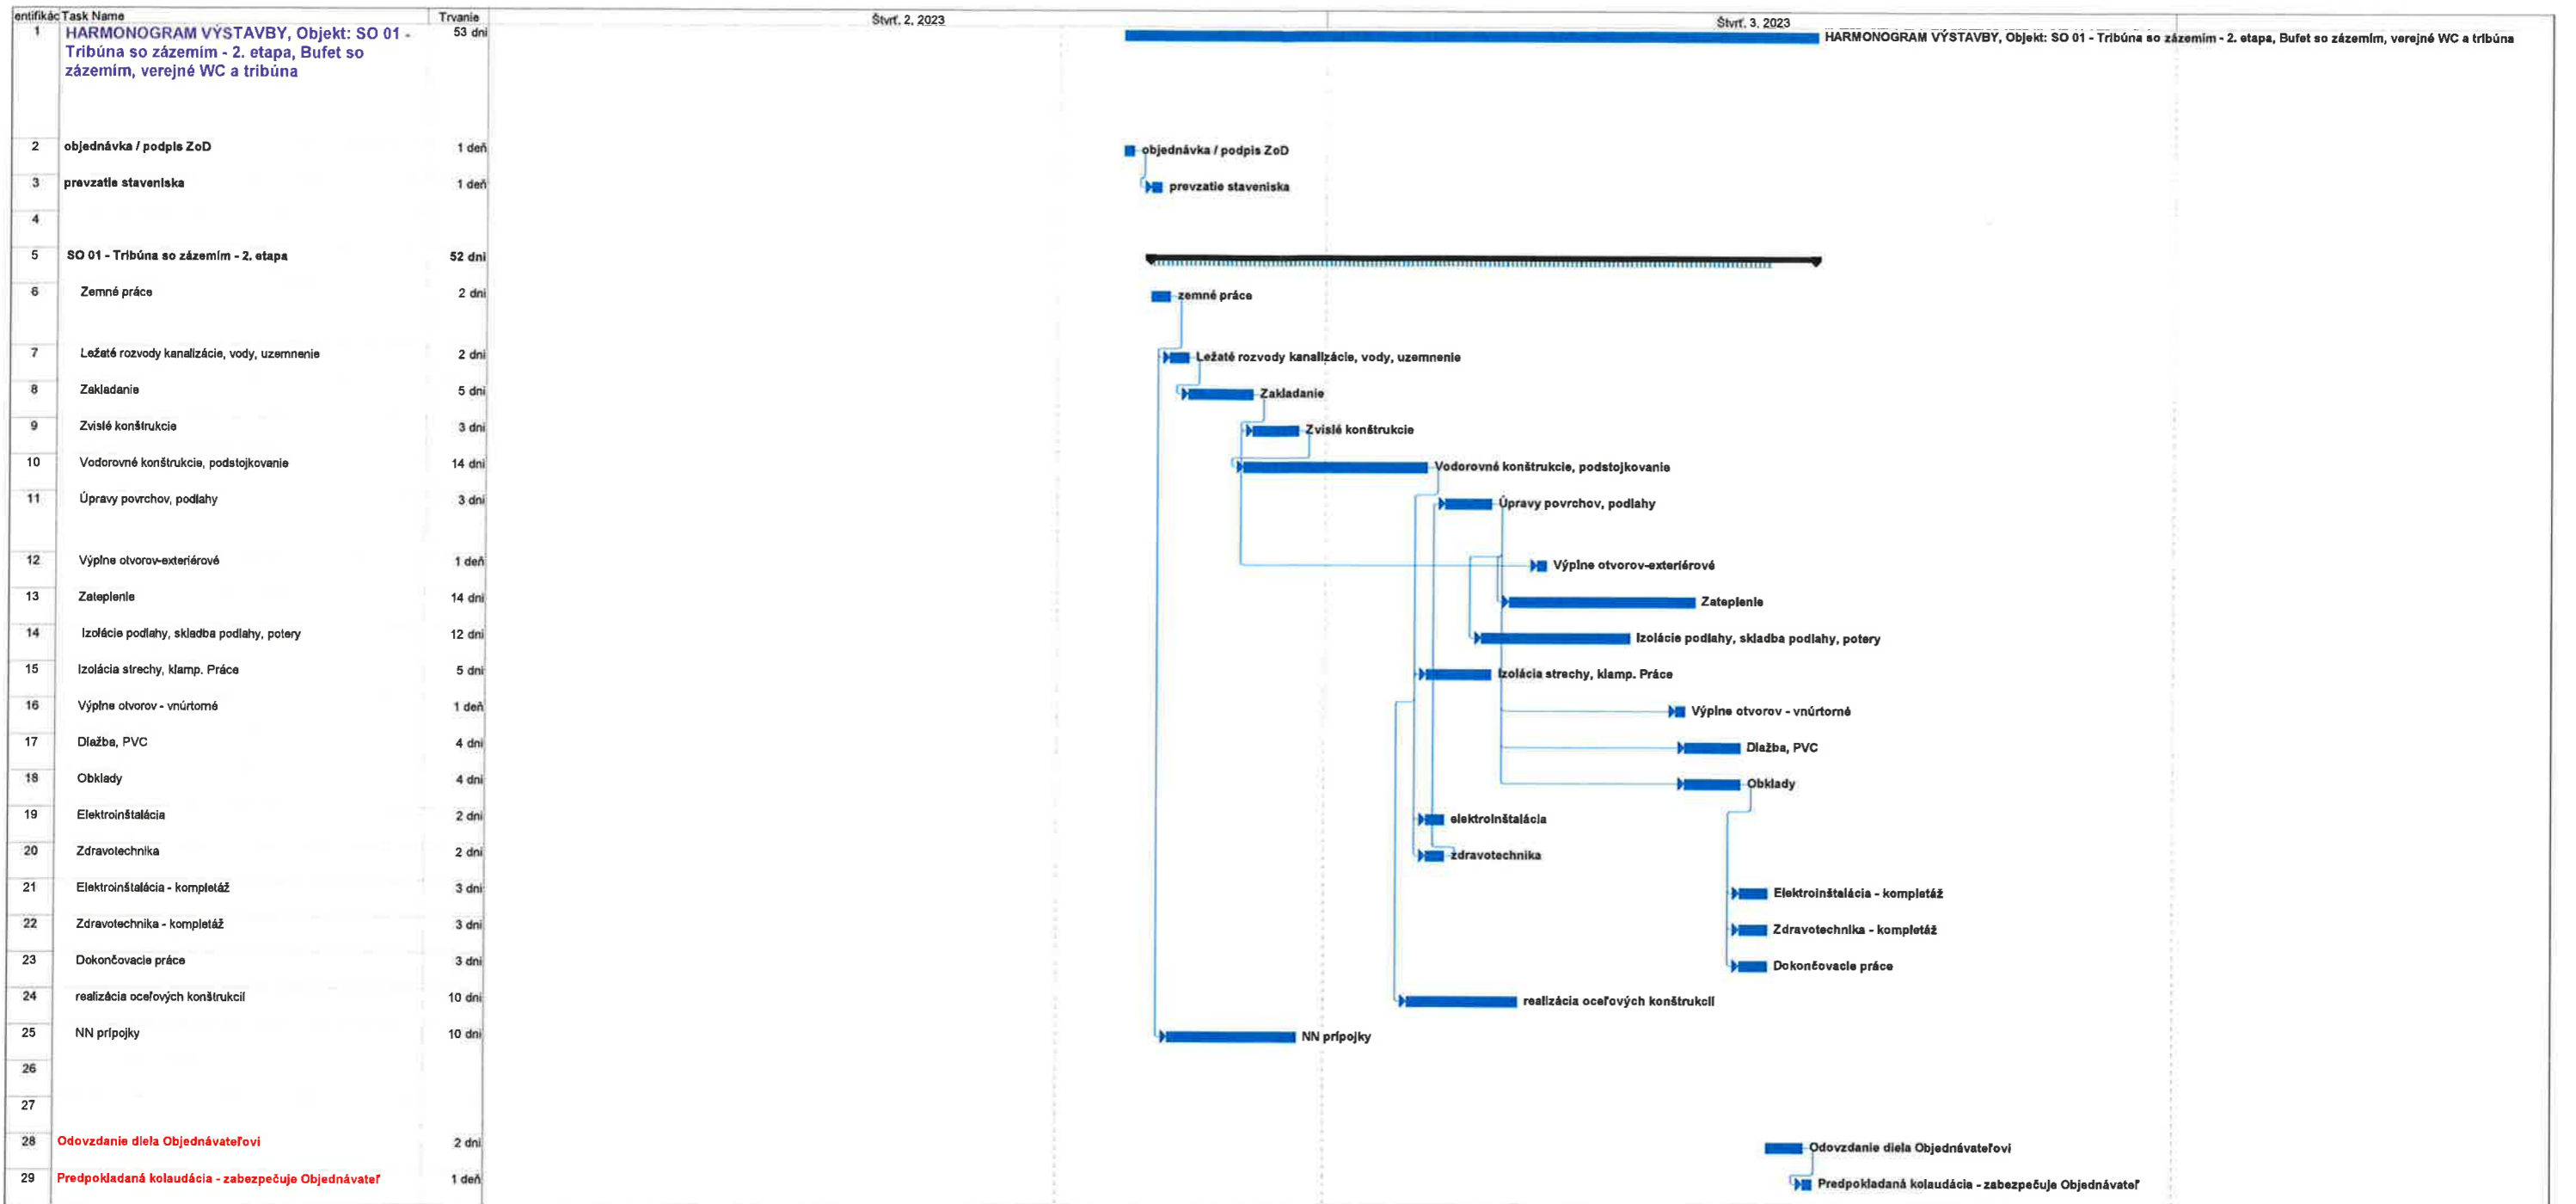 entifikác Task Name Trvanie Štvrť. 2, 2023 Štvrť. 3, 2023
1 HARMONOGRAM VÝSTAVBY, Objekt: SO 01 - 53 dni HARMONOGRAM VÝSTAVBY, Objekt: SO 01 - Tribúna so zázemím - 2. etapa, Bufet so zázemím, verejné WC a tribúna
Tribúna so zázemím - 2. etapa, Bufet so
zázemím, verejné WC a tribúna
2 objednávka / podpis ZoD 1 deň objednávka / podpis ZoD
3 prevzatie staveniska 1 deň prevzatie staveniska
4
5 SO 01 - Tribúna so zázemím - 2. etapa 52 dni
6 Zemné práce 2 dni zemné práce
7 Ležaté rozvody kanalizácie, vody, uzemnenie 2 dni Ležaté rozvody kanalizácie, vody, uzemnenie
8 Zakladanie 5 dni Zakladanie
9 Zvislé konštrukcie 3 dni Zvislé konštrukcie
10 Vodorovné konštrukcie, podstojkovanie 14 dni Vodorovné konštrukcie, podstojkovanie
11 Úpravy povrchov, podlahy 3 dni Úpravy povrchov, podlahy
12 Výplne otvorov-exteriérové 1 deň Výplne otvorov-exteriérové
13 Zateplenie 14 dni Zateplenie
14 Izolácie podlahy, skladba podlahy, potery 12 dni Izolácie podlahy, skladba podlahy, potery
15 Izolácia strechy, klamp. Práce 5 dni Izolácia strechy, klamp. Práce
16 Výplne otvorov - vnúrtorné 1 deň Výplne otvorov - vnúrtorné
17 Dlažba, PVC 4 dni Dlažba, PVC
18 Obklady 4 dni Obklady
19 Elektroinštalácia 2 dni elektroinštalácia
20 Zdravotechnika 2 dni zdravotechnika
21 Elektroinštalácia - kompletáž 3 dni Elektroinštalácia - kompletáž
22 Zdravotechnika - kompletáž 3 dni Zdravotechnika - kompletáž
23 Dokončovacie práce 3 dni Dokončovacie práce
24 realizácia oceľových konštrukcií 10 dni realizácia oceľových konštrukcií
25 NN prípojky 10 dni NN prípojky
26
27
28 Odovzdanie diela Objednávateľovi 2 dni Odovzdanie diela Objednávateľovi
29 Predpokladaná kolaudácia - zabezpečuje Objednávateľ 1 deň Predpokladaná kolaudácia - zabezpečuje Objednávateľ